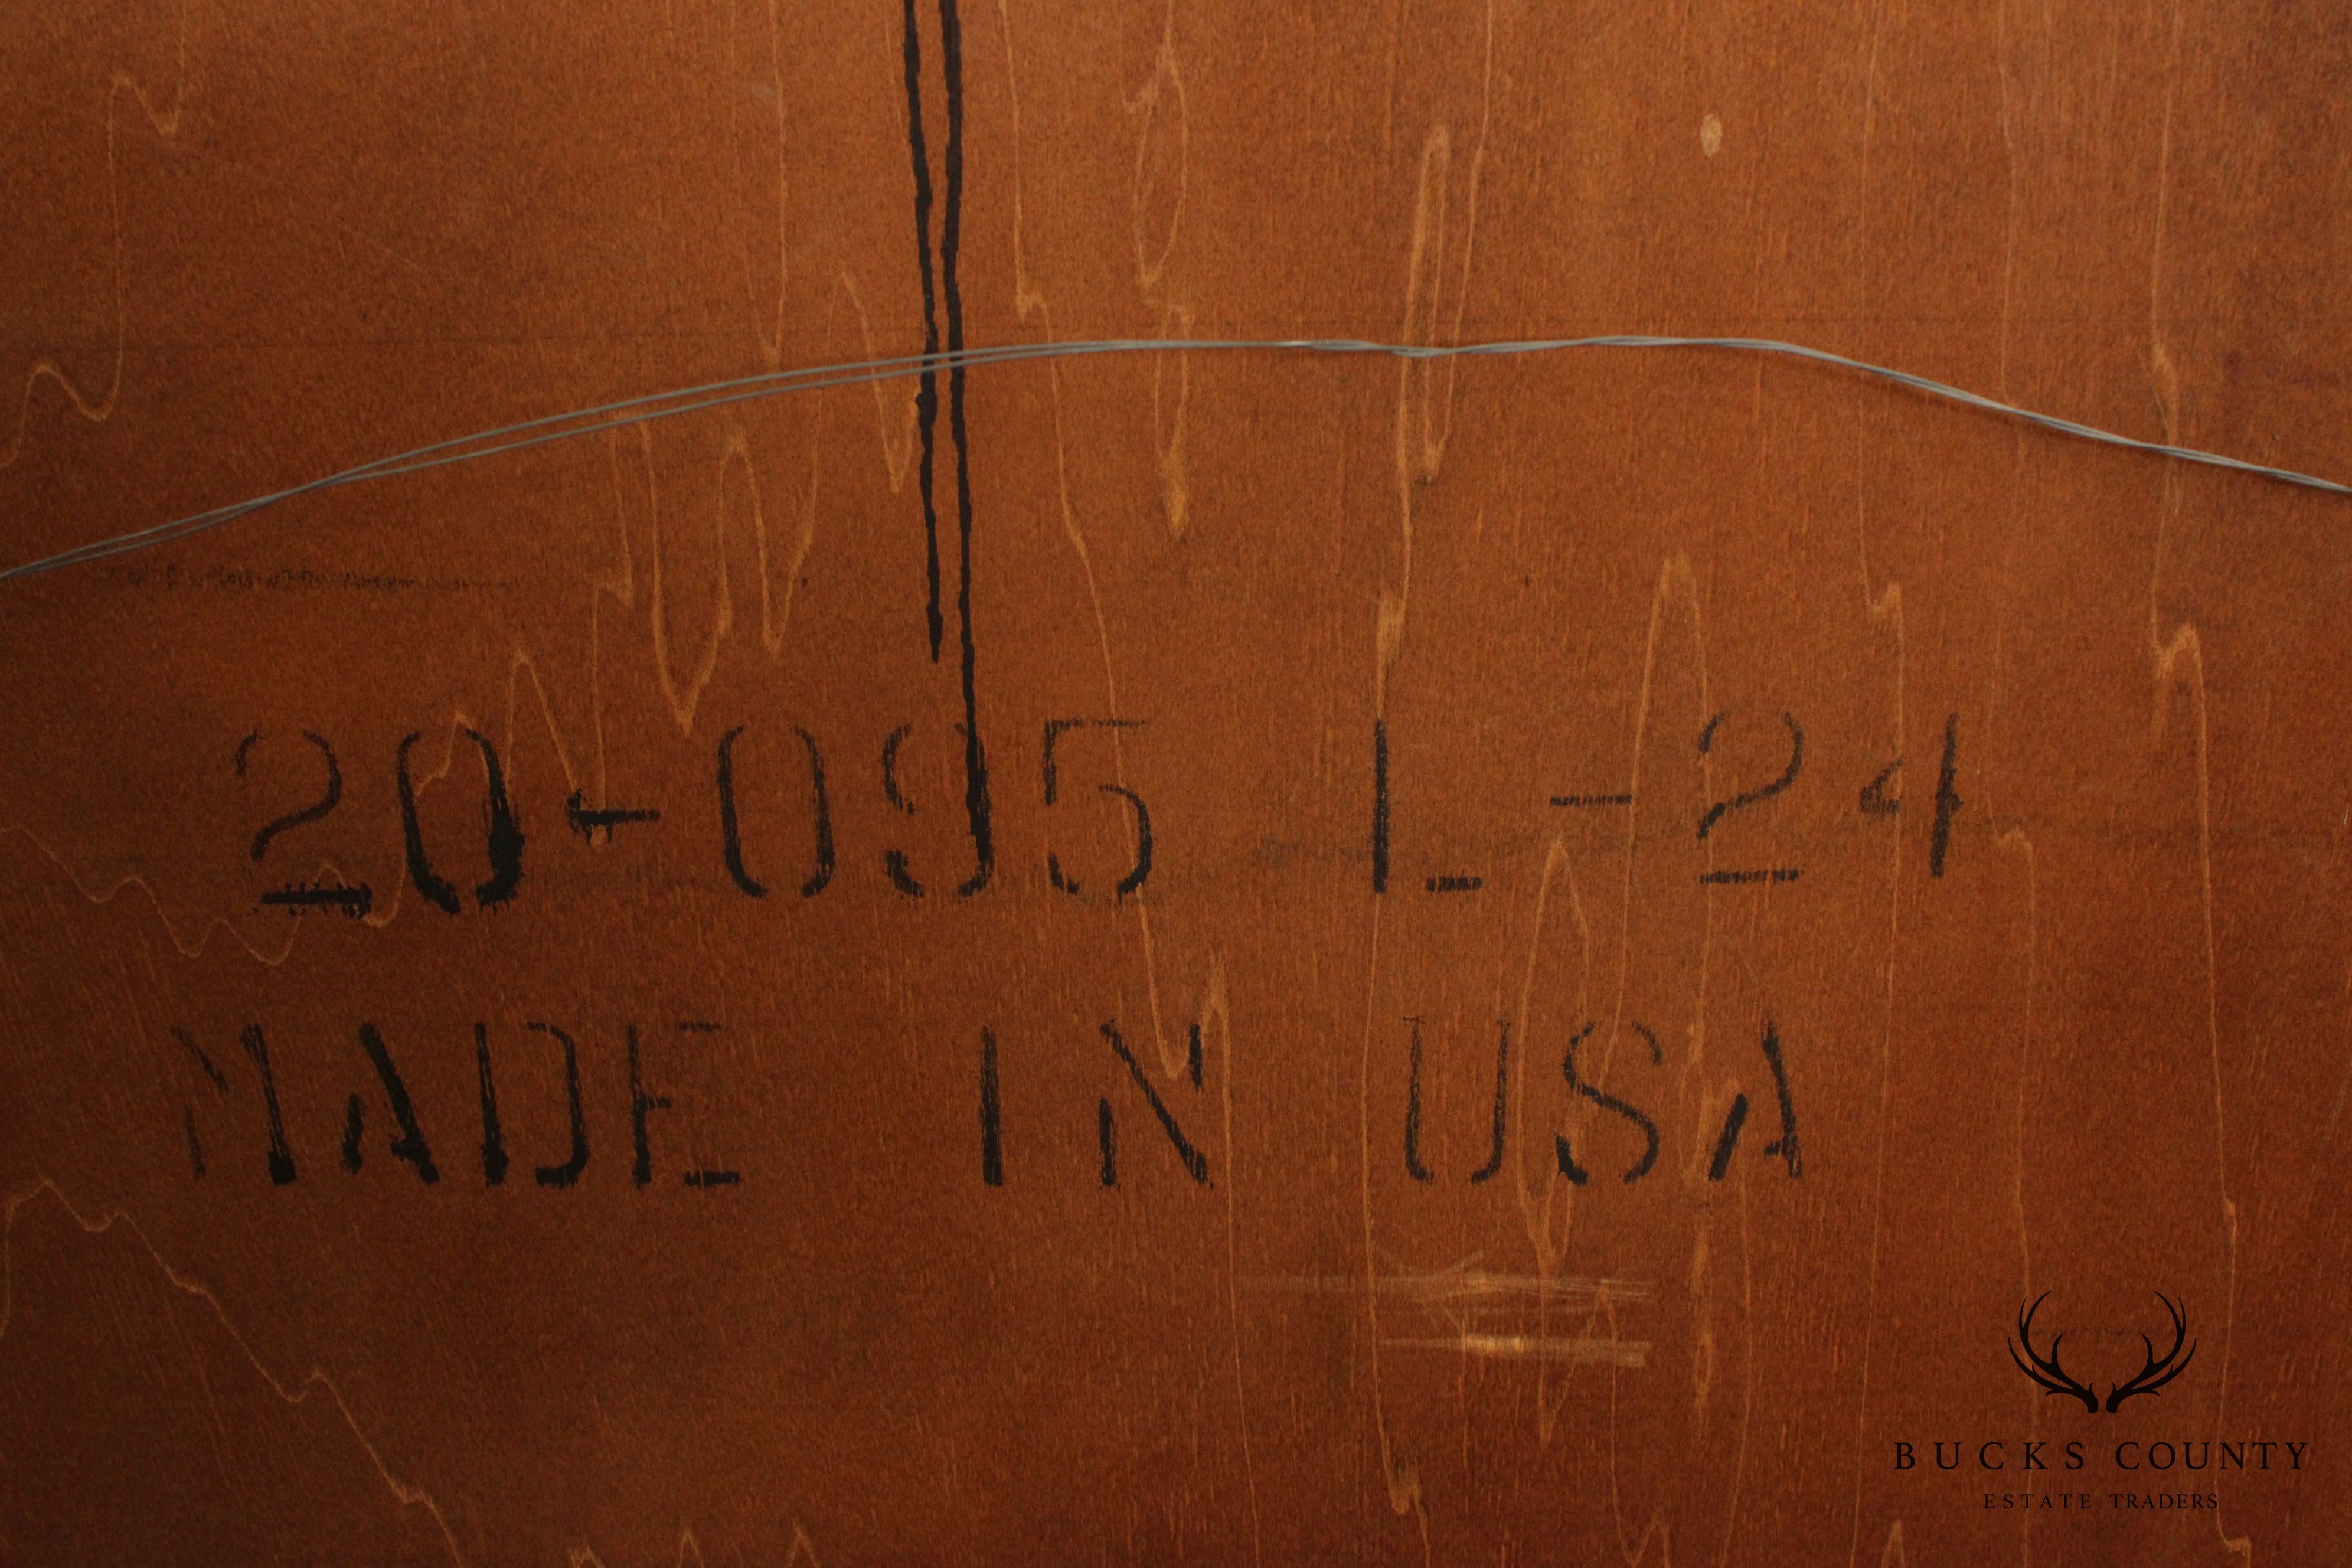 20-095 L-24
MADE IN USA
BUCKS COUNTY
ESTATE TRADERS